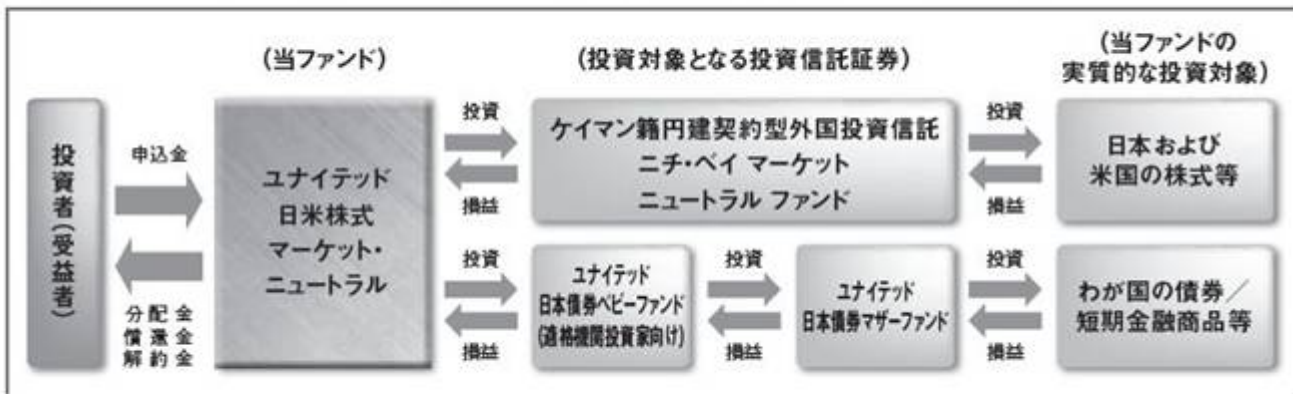 (当ファンド)
(投資対象となる投資信託証券)
(当ファンドの
実質的な投資対象)
投資者(受益者)
申込金
分配金
償還金
解約金
ユナイテッド
日米株式
マーケット・
ニュートラル
投資
損益
ケイマン籍円建契約型外国投資信託
ニチ・ベイ マーケット
ニュートラル ファンド
投資
損益
日本および
米国の株式等
投資
損益
ユナイテッド
日本債券ベビーファンド
(適格機関投資家向け)
投資
損益
ユナイテッド
日本債券マザーファンド
投資
損益
わが国の債券/
短期金融商品等